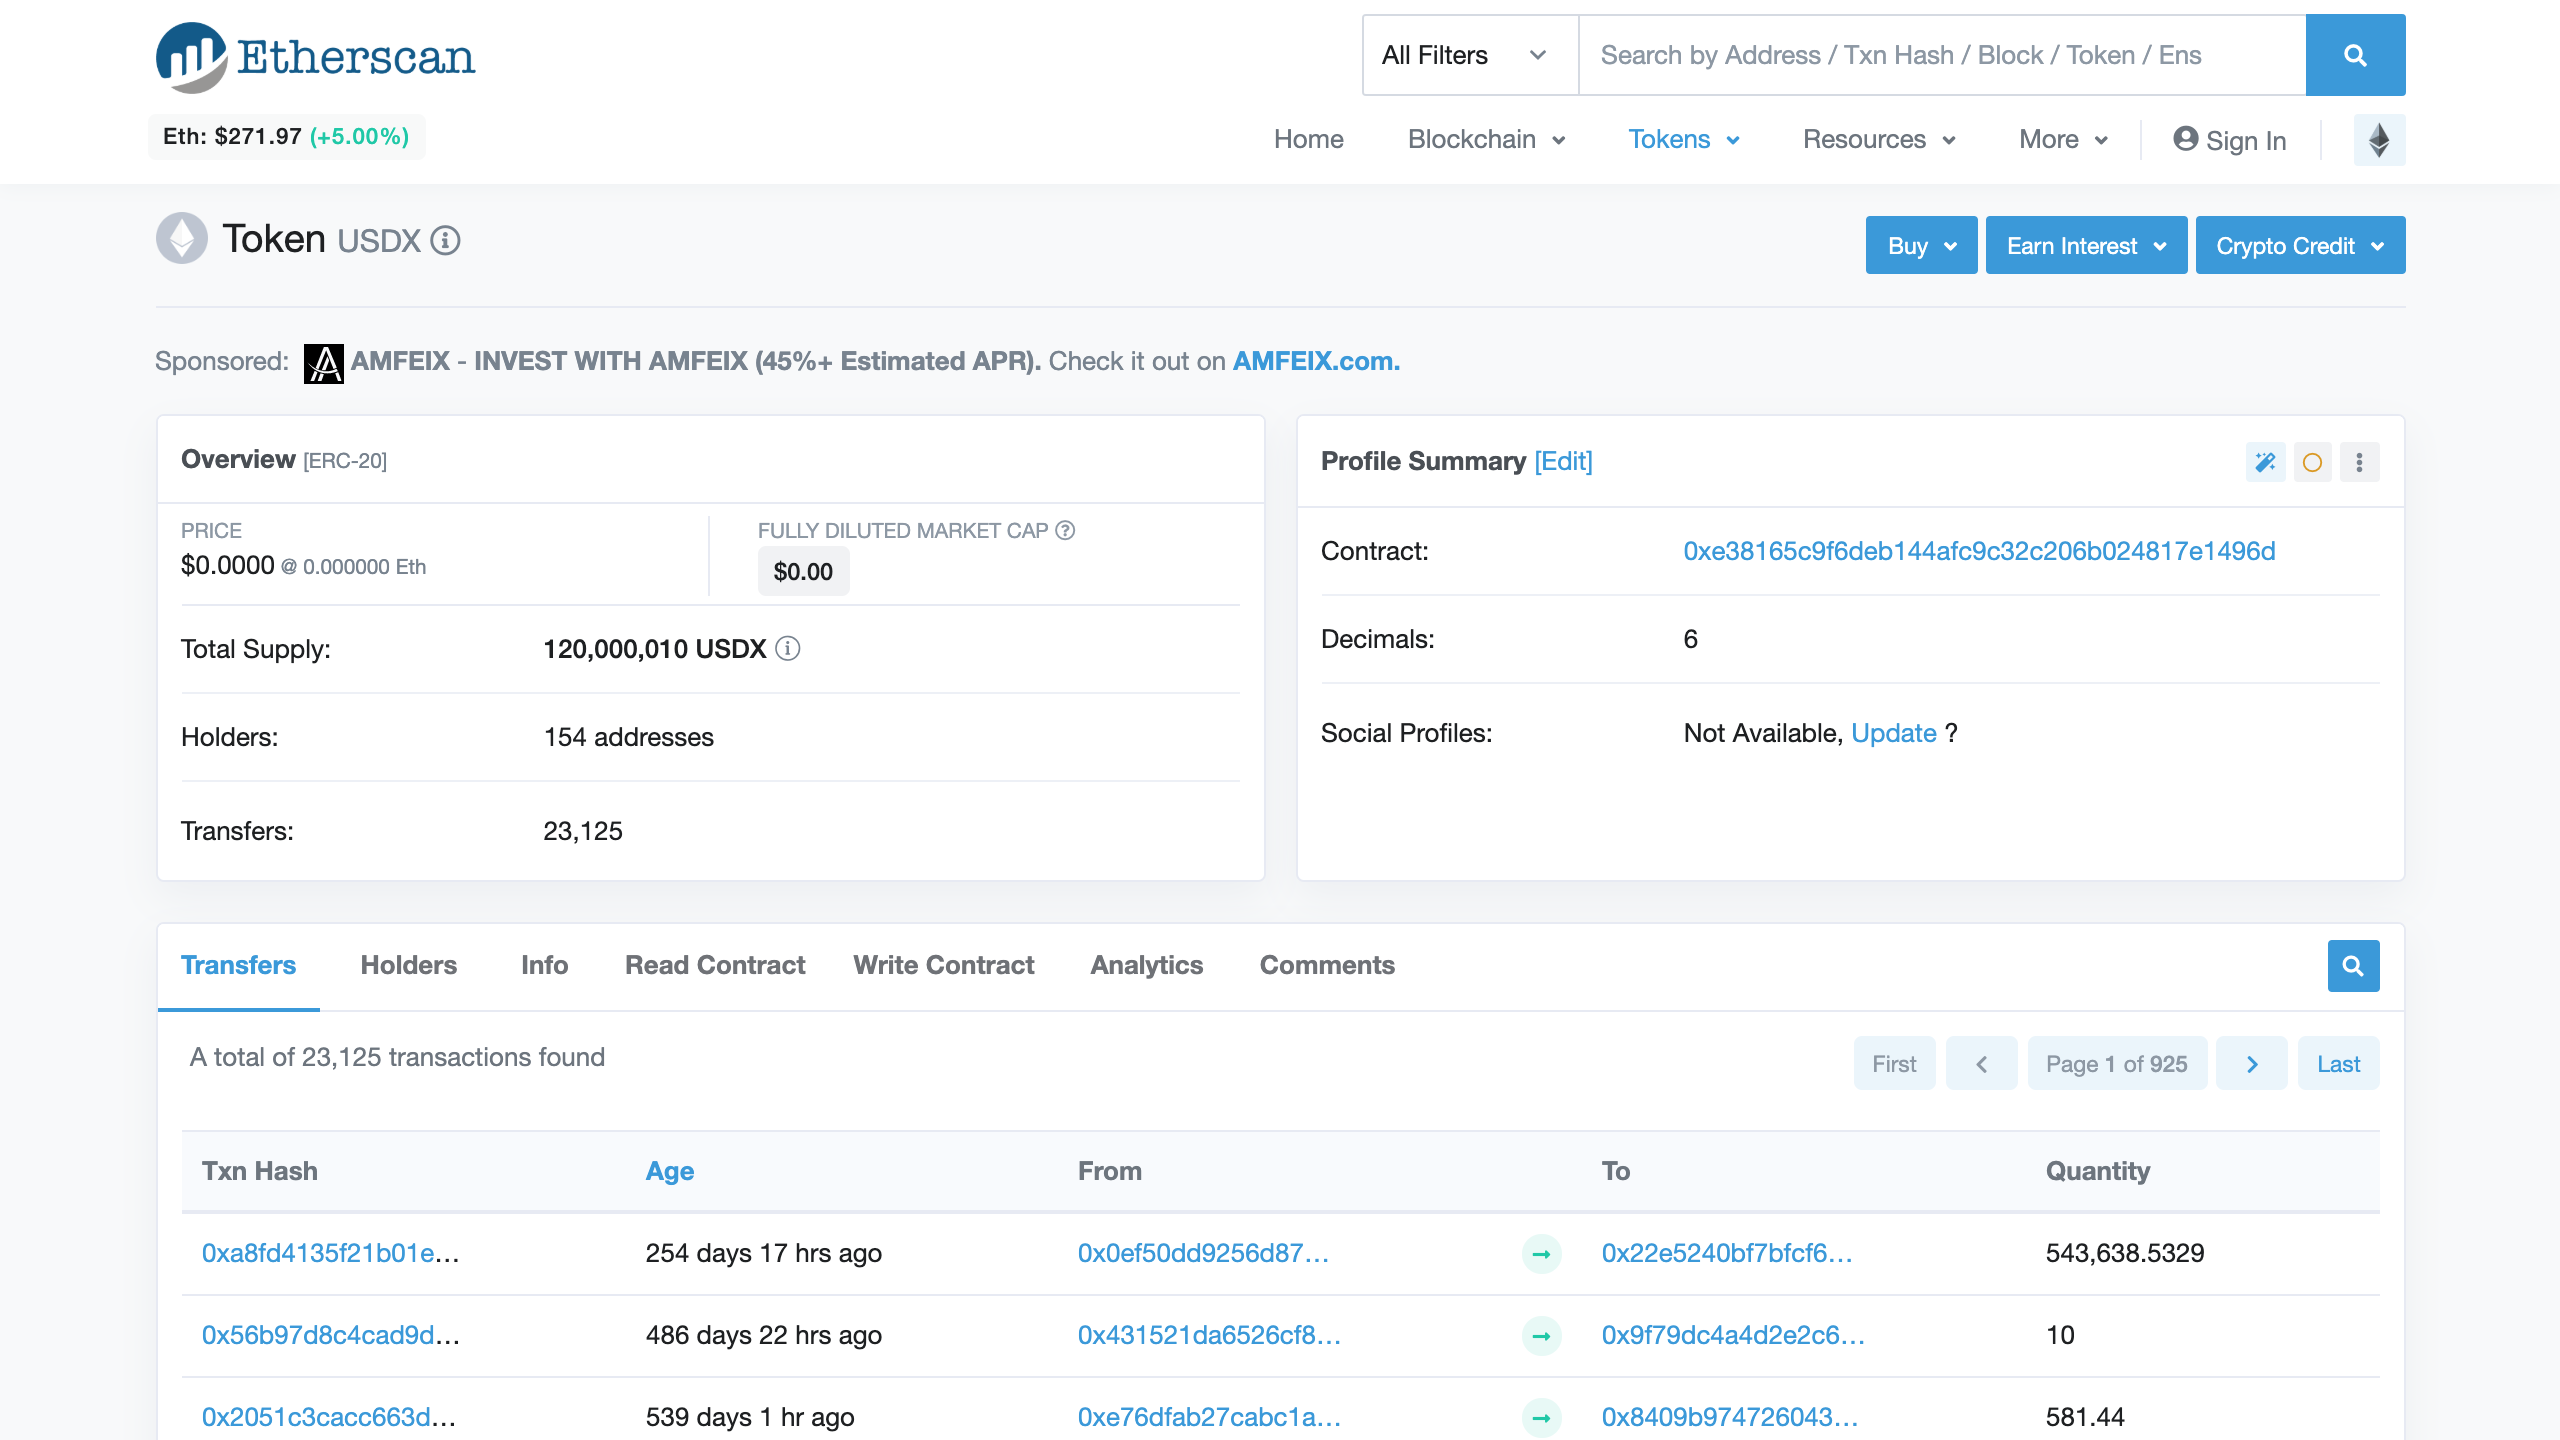 Etherscan
All Filters
Search by Address / Txn Hash / Block / Token / Ens
Eth: $271.97 (+5.00%)
Home
Blockchain
Tokens
Resources
More
Sign In
Token USDX
Buy
Earn Interest
Crypto Credit
Sponsored: AMFEIX - INVEST WITH AMFEIX (45%+ Estimated APR). Check it out on AMFEIX.com.
Overview [ERC-20]
PRICE
$0.0000 @ 0.000000 Eth
FULLY DILUTED MARKET CAP
$0.00
Total Supply: 120,000,010 USDX
Holders: 154 addresses
Transfers: 23,125
Profile Summary [Edit]
Contract: 0xe38165c9f6deb144afc9c32c206b024817e1496d
Decimals: 6
Social Profiles: Not Available, Update ?
Transfers Holders Info Read Contract Write Contract Analytics Comments
A total of 23,125 transactions found
First
Page 1 of 925
Last
Txn Hash Age From To Quantity
0xa8fd4135f21b01e... 254 days 17 hrs ago 0x0ef50dd9256d87... 0x22e5240bf7bfcf6... 543,638.5329
0x56b97d8c4cad9d... 486 days 22 hrs ago 0x431521da6526cf8... 0x9f79dc4a4d2e2c6... 10
0x2051c3cacc663d... 539 days 1 hr ago 0xe76dfab27cabc1a... 0x8409b974726043... 581.44